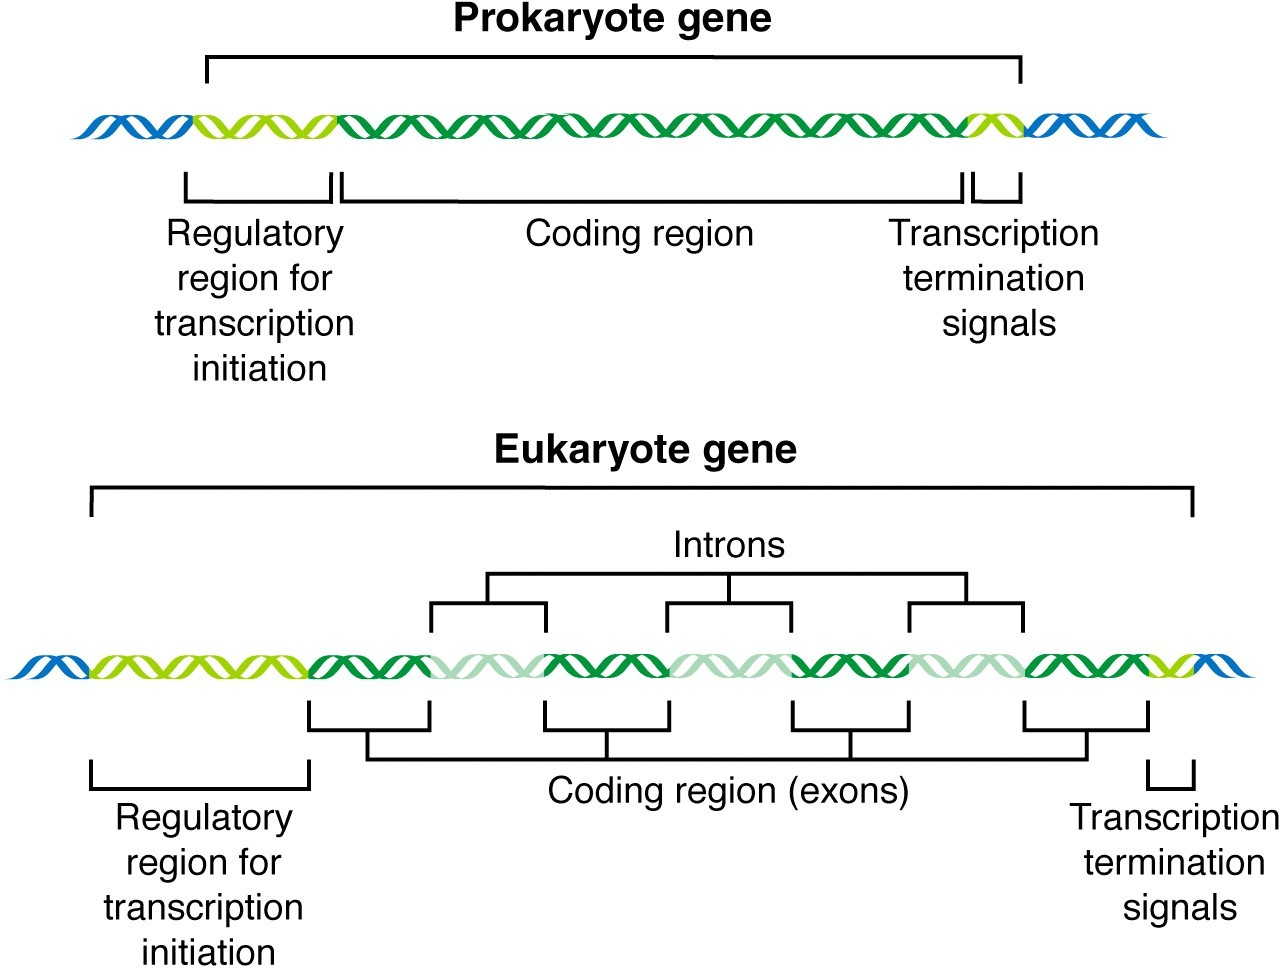 Prokaryote gene
Regulatory
region for
transcription
initiation
Coding region
Transcription
termination
signals
Eukaryote gene
Introns
Coding region (exons)
Regulatory
region for
transcription
initiation
Transcription
termination
signals